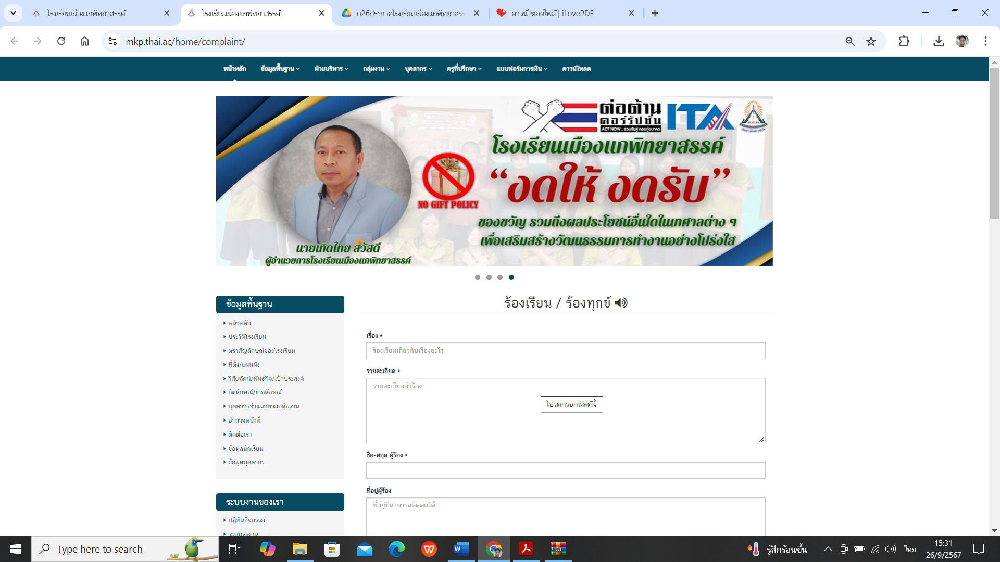 โรงเรียนเมืองแกพิทยาสรรค์
โรงเรียนเมืองแกพิทยาสรรค์
o26ประกาศโรงเรียนเมืองแกพิทยาสรร
ดาวน์โหลดไฟล์ | iLovePDF
mkp.thai.ac/home/complaint/
หน้าหลัก
ข้อมูลพื้นฐาน
ฝ่ายบริหาร
กลุ่มงาน
บุคลากร
ครูที่ปรึกษา
แบบฟอร์มการเงิน
ดาวน์โหลด
ต่อต้าน
คอร์รัปชั่น
ACT NOW : ร่วมกันสู้ กอบกู้อนาคต
ITA
โรงเรียนเมืองแกพิทยาสรรค์
“งดให้ งดรับ”
NO GIFT POLICY
ของขวัญ รวมถึงผลประโยชน์อื่นใดในเทศกาลต่าง ๆ
เพื่อเสริมสร้างวัฒนธรรมการทำงานอย่างโปร่งใส
นายเทิดไทย สวัสดี
ผู้อำนวยการโรงเรียนเมืองแกพิทยาสรรค์
ข้อมูลพื้นฐาน
หน้าหลัก
ประวัติโรงเรียน
ตราสัญลักษณ์ของโรงเรียน
ที่ตั้ง/แผนผัง
วิสัยทัศน์/พันธกิจ/เป้าประสงค์
อัตลักษณ์/เอกลักษณ์
บุคลากรจำแนกตามกลุ่มงาน
อำนาจหน้าที่
ติดต่อเรา
ข้อมูลนักเรียน
ข้อมูลบุคลากร
ระบบงานของเรา
ปฏิทินกิจกรรม
ระบบส่งงาน
ร้องเรียน / ร้องทุกข์
เรื่อง *
ร้องเรียนเกี่ยวกับเรื่องอะไร
รายละเอียด *
รายละเอียดคำร้อง
โปรดกรอกฟิลด์นี้
ชื่อ-สกุล ผู้ร้อง *
ที่อยู่ผู้ร้อง
ที่อยู่ที่สามารถติดต่อได้
Type here to search
รู้สึกร้อนขึ้น
ไทย
15:31
26/9/2567